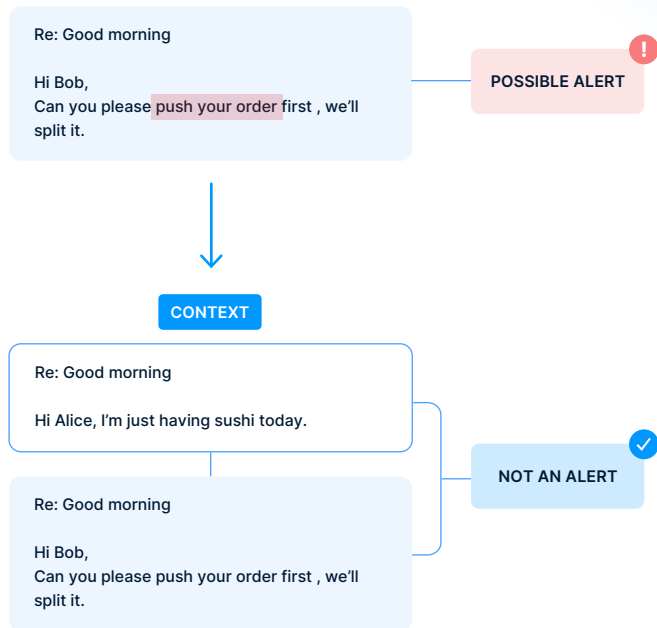 Re: Good morning
Hi Bob,
Can you please push your order first , we’ll
split it.
!
POSSIBLE ALERT
CONTEXT
Re: Good morning
Hi Alice, I’m just having sushi today.
NOT AN ALERT
Re: Good morning
Hi Bob,
Can you please push your order first , we’ll
split it.